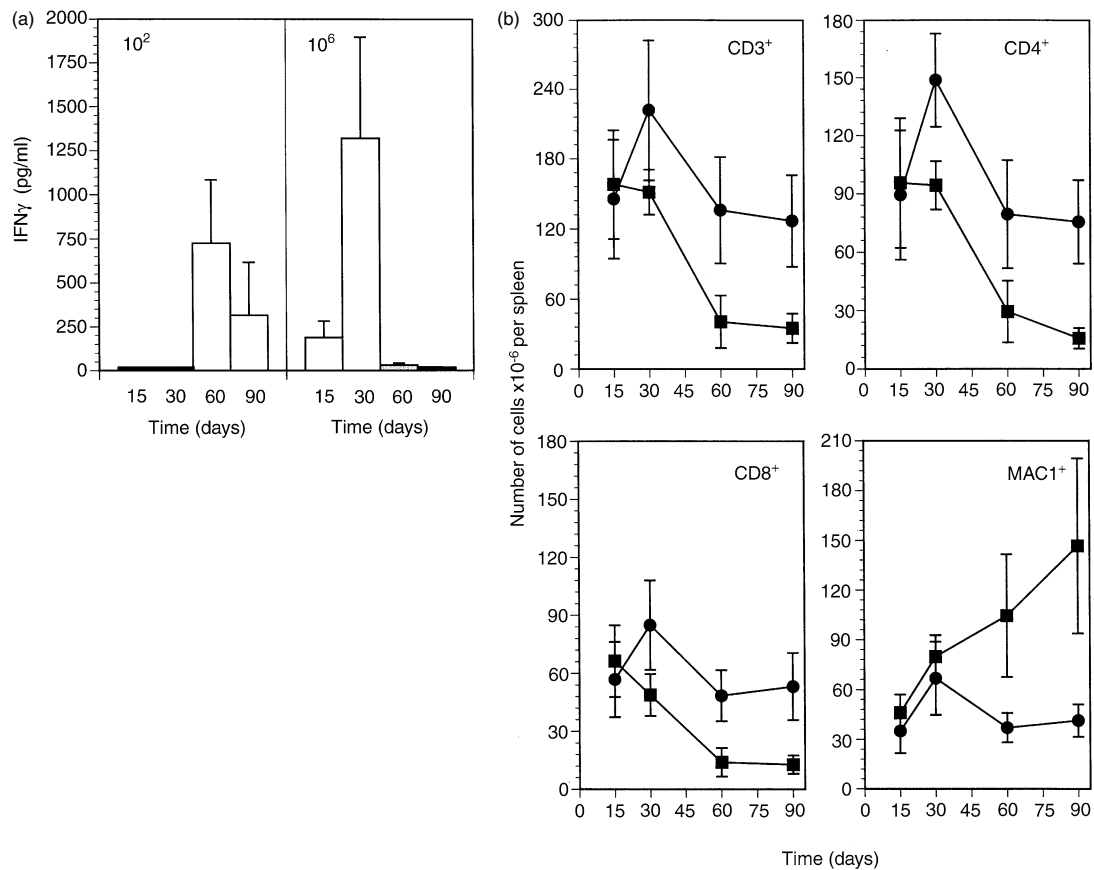 (a)
IFNγ (pg/ml)
2000
1750
1500
1250
1000
750
500
250
0
10²
10⁶
15 30 60 90
15 30 60 90
Time (days)
Time (days)
(b)
Number of cells x10⁻⁶ per spleen
CD3⁺
300
240
180
120
60
0
0 15 30 45 60 75 90
CD4⁺
180
150
120
90
60
30
0
0 15 30 45 60 75 90
CD8⁺
180
150
120
90
60
30
0
0 15 30 45 60 75 90
MAC1⁺
210
180
150
120
90
60
30
0
0 15 30 45 60 75 90
Time (days)